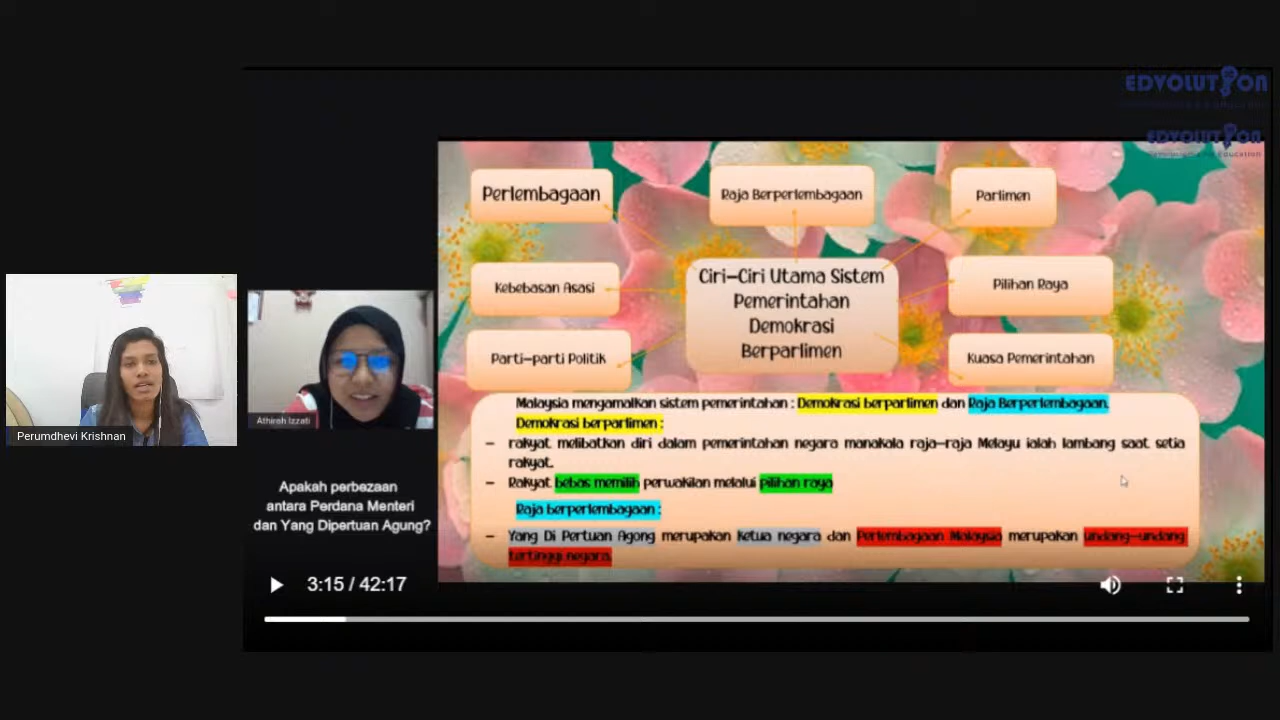 EDVOLUTION
EDVOLUTION
Education
Perlembagaan
Raja Berperlembagaan
Parlimen
Kebebasan Asasi
Ciri-Ciri Utama Sistem
Pemerintahan
Demokrasi
Berparlimen
Pilihan Raya
Parti-parti Politik
Kuasa Pemerintahan
Malaysia mengamalkan sistem pemerintahan : Demokrasi berparlimen dan Raja Berperlembagaan.
Demokrasi berparlimen :
- rakyat melibatkan diri dalam pemerintahan negara manakala raja-raja Melayu ialah lambang saat setia
rakyat.
- Rakyat bebas memilih perwakilan melalui pilihan raya
Raja berperlembagaan :
- Yang Di Pertuan Agong merupakan ketua negara dan Perlembagaan Malaysia merupakan undang-undang
tertinggi negara.
Perumdhevi Krishnan
Athirah Izzati
Apakah perbezaan
antara Perdana Menteri
dan Yang Dipertuan Agung?
3:15 / 42:17